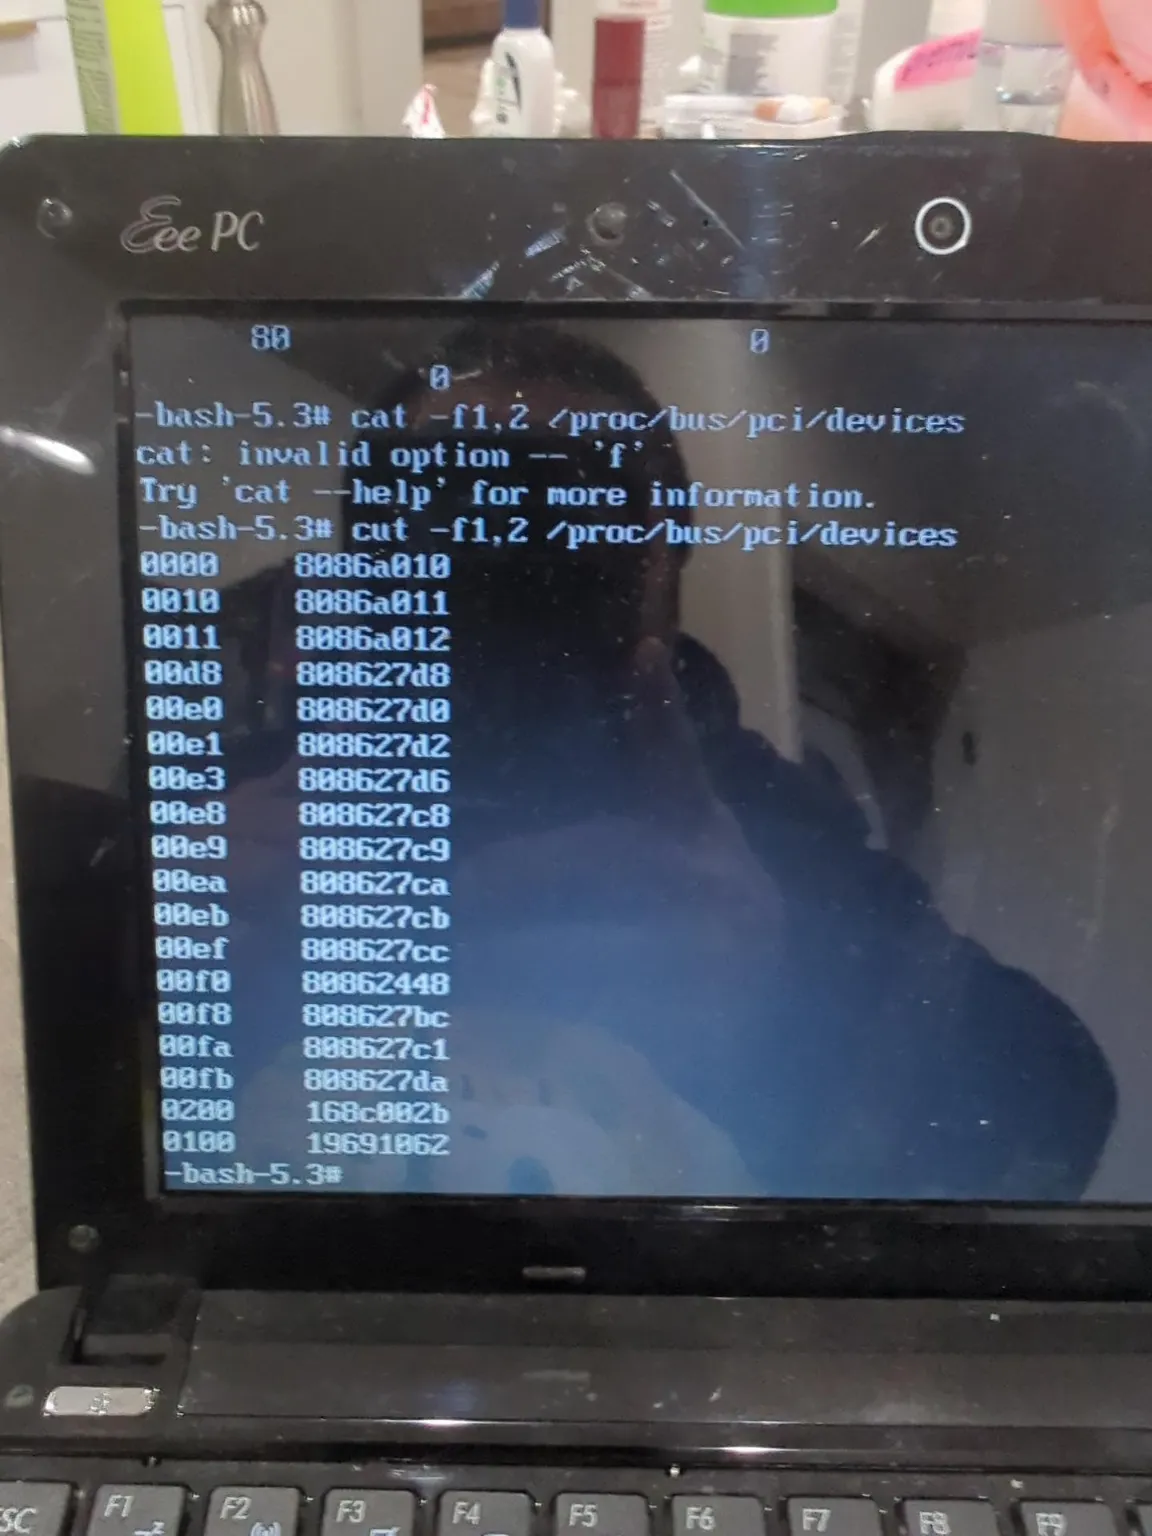 Eee PC
80 0
0
-bash-5.3# cat -f1,2 /proc/bus/pci/devices
cat: invalid option -- 'f'
Try 'cat --help' for more information.
-bash-5.3# cut -f1,2 /proc/bus/pci/devices
0000 8086a010
0010 8086a011
0011 8086a012
00d8 808627d8
00e0 808627d0
00e1 808627d2
00e3 808627d6
00e8 808627c8
00e9 808627c9
00ea 808627ca
00eb 808627cb
00ef 808627cc
00f0 80862448
00f8 808627bc
00fa 808627c1
00fb 808627da
0200 168c002b
0100 19691062
-bash-5.3#
F1 F2 F3 F4 F5 F6 F7 F8 F9